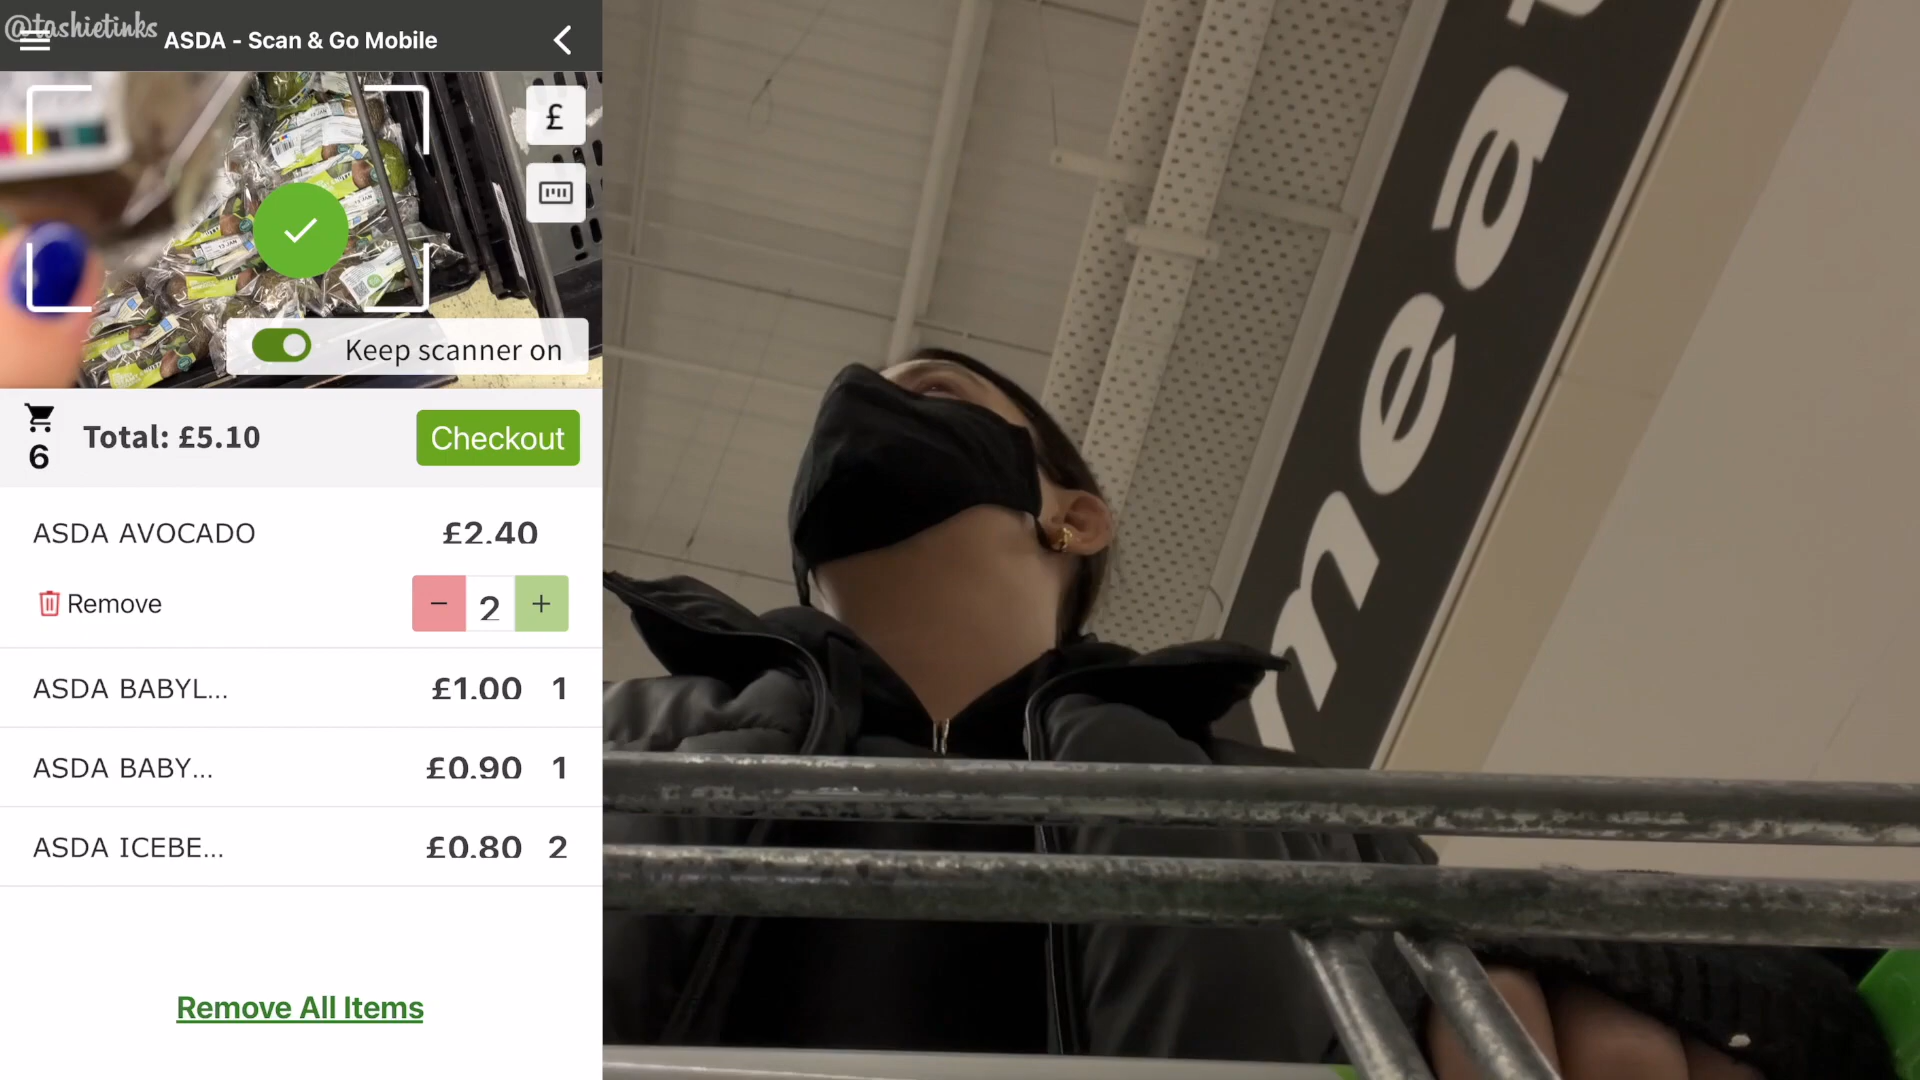 @tashietinks
ASDA - Scan & Go Mobile
£
Keep scanner on
6
Total: £5.10
Checkout
ASDA AVOCADO
£2.40
Remove
− 2 +
ASDA BABYL... £1.00 1
ASDA BABY... £0.90 1
ASDA ICEBE... £0.80 2
Remove All Items
meat